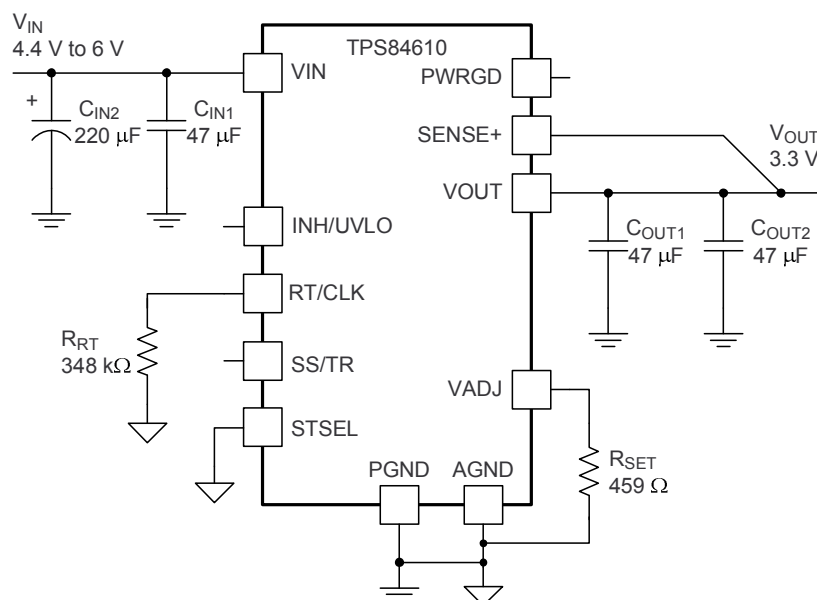 VIN
4.4 V to 6 V
TPS84610
VIN
PWRGD
+
CIN2
220 μF
CIN1
47 μF
SENSE+
VOUT
3.3 V
VOUT
INH/UVLO
COUT1
47 μF
COUT2
47 μF
RT/CLK
RRT
348 kΩ
SS/TR
VADJ
STSEL
PGND
AGND
RSET
459 Ω